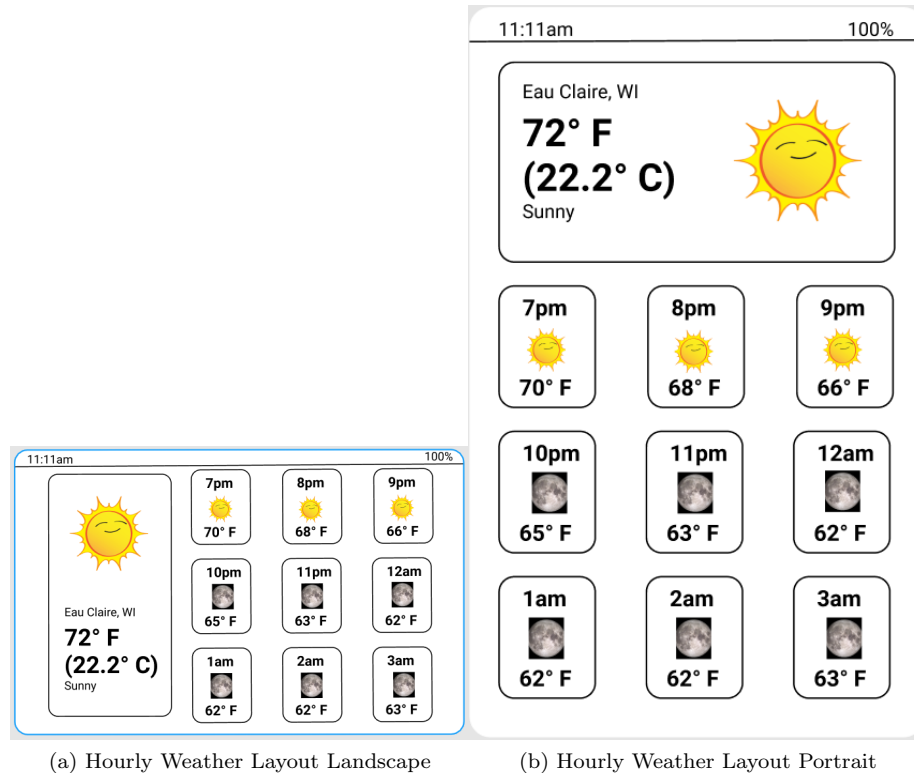 11:11am 100%
Eau Claire, WI
72° F
(22.2° C)
Sunny
7pm 8pm 9pm
70° F 68° F 66° F
10pm 11pm 12am
65° F 63° F 62° F
1am 2am 3am
62° F 62° F 63° F
(a) Hourly Weather Layout Landscape
11:11am 100%
Eau Claire, WI
72° F
(22.2° C)
Sunny
7pm 8pm 9pm
70° F 68° F 66° F
10pm 11pm 12am
65° F 63° F 62° F
1am 2am 3am
62° F 62° F 63° F
(b) Hourly Weather Layout Portrait